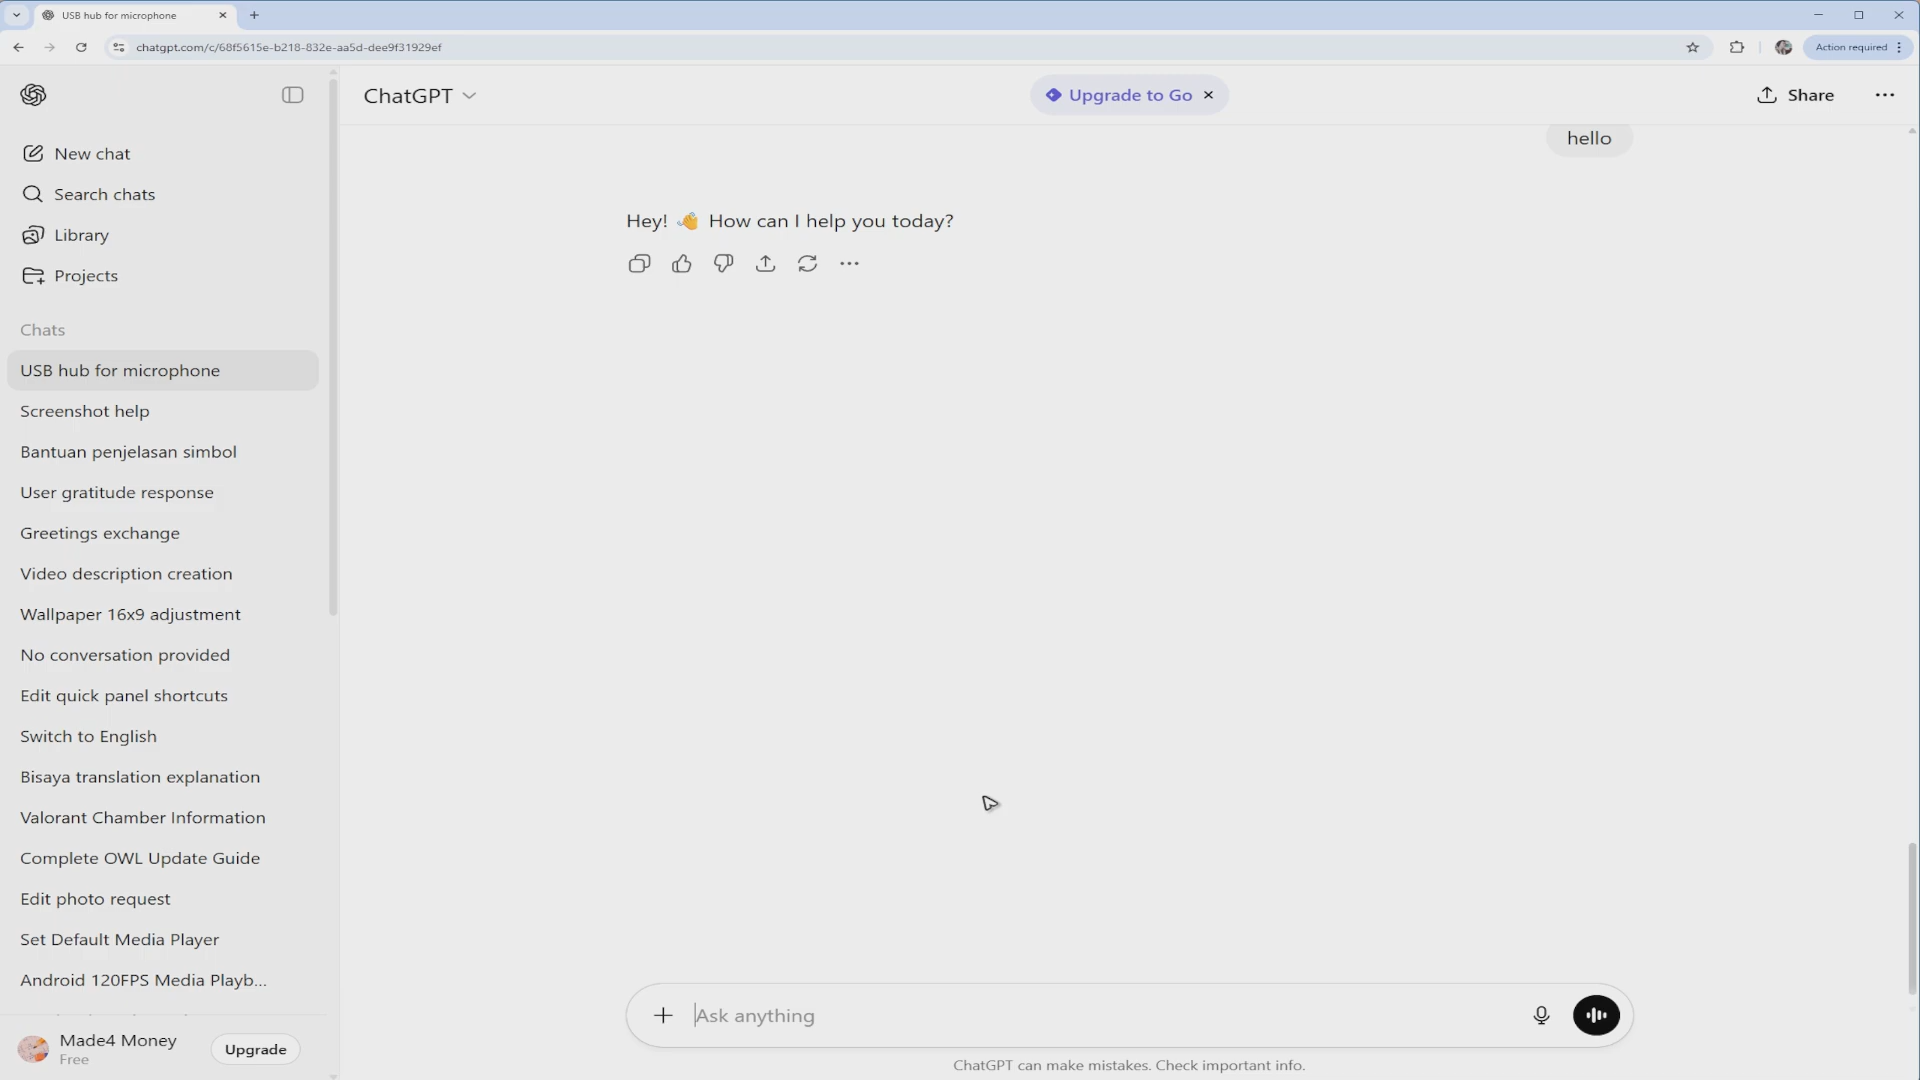 USB hub for microphone
chatgpt.com/c/68f5615e-b218-832e-aa5d-dee9f31929ef
Action required
ChatGPT
Upgrade to Go
Share
New chat
Search chats
Library
Projects
Chats
USB hub for microphone
Screenshot help
Bantuan penjelasan simbol
User gratitude response
Greetings exchange
Video description creation
Wallpaper 16x9 adjustment
No conversation provided
Edit quick panel shortcuts
Switch to English
Bisaya translation explanation
Valorant Chamber Information
Complete OWL Update Guide
Edit photo request
Set Default Media Player
Android 120FPS Media Playb...
Made4 Money
Free
Upgrade
hello
Hey! 👋 How can I help you today?
Ask anything
ChatGPT can make mistakes. Check important info.